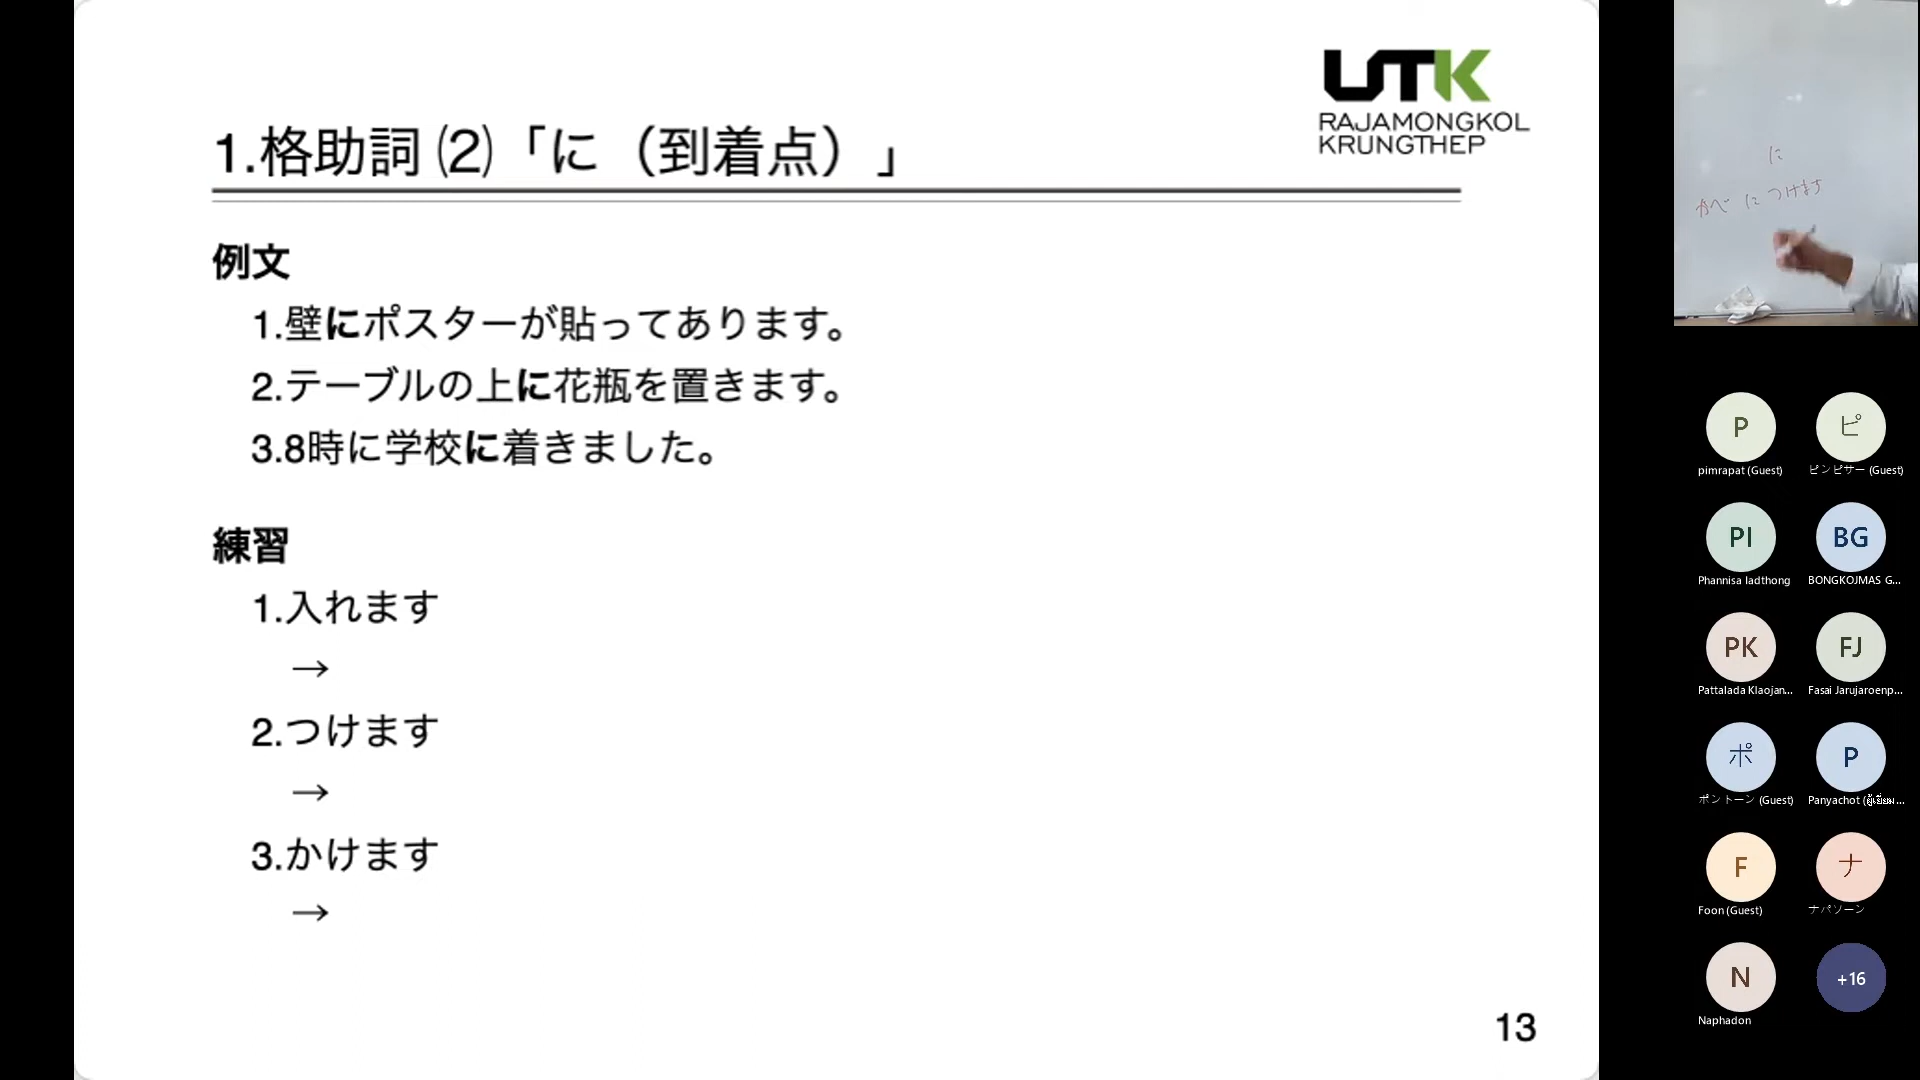 UTK
RAJAMONGKOL
KRUNGTHEP
1.格助詞 (2)「に（到着点）」
例文
1.壁にポスターが貼ってあります。
2.テーブルの上に花瓶を置きます。
3.8時に学校に着きました。
練習
1.入れます
→
2.つけます
→
3.かけます
→
13
に
かべ に つけます
P
pimrapat (Guest)
ピ
ピンピサー (Guest)
PI
Phannisa ladthong
BG
BONGKOJMAS G...
PK
Pattalada Klaojan...
FJ
Fasai Jarujaroenp...
ポ
ポントーン (Guest)
P
Panyachot (ผู้เยี่ยม...
F
Foon (Guest)
ナ
ナパソーン
N
Naphadon
+16